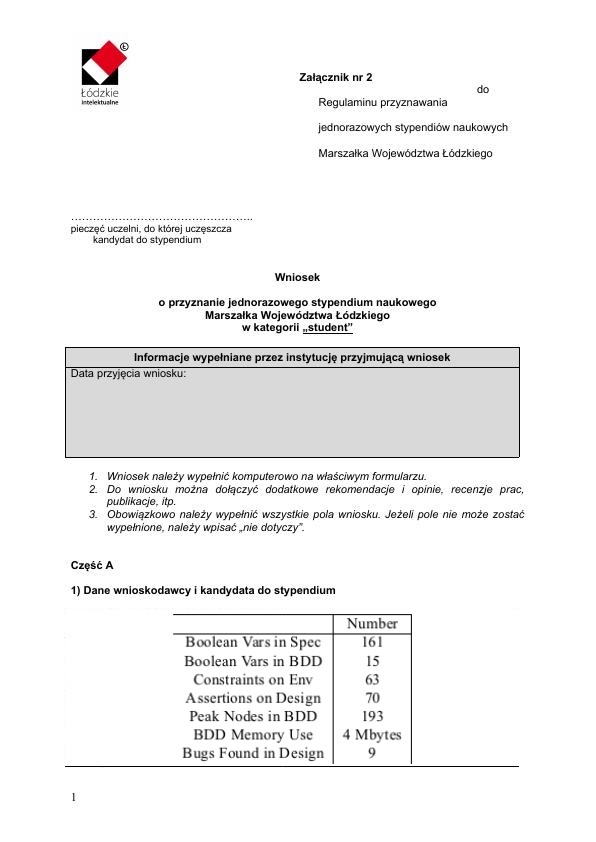 Ł
Łódzkie
intelektualne
Załącznik nr 2
do
Regulaminu przyznawania
jednorazowych stypendiów naukowych
Marszałka Województwa Łódzkiego
……………………………………………..
pieczęć uczelni, do której uczęszcza
kandydat do stypendium
Wniosek
o przyznanie jednorazowego stypendium naukowego
Marszałka Województwa Łódzkiego
w kategorii „student”
Informacje wypełniane przez instytucję przyjmującą wniosek
Data przyjęcia wniosku:
1. Wniosek należy wypełnić komputerowo na właściwym formularzu.
2. Do wniosku można dołączyć dodatkowe rekomendacje i opinie, recenzje prac,
publikacje, itp.
3. Obowiązkowo należy wypełnić wszystkie pola wniosku. Jeżeli pole nie może zostać
wypełnione, należy wpisać „nie dotyczy”.
Część A
1) Dane wnioskodawcy i kandydata do stypendium
Number
Boolean Vars in Spec 161
Boolean Vars in BDD 15
Constraints on Env 63
Assertions on Design 70
Peak Nodes in BDD 193
BDD Memory Use 4 Mbytes
Bugs Found in Design 9
1